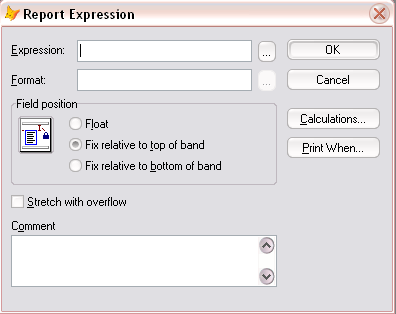 Report Expression
Expression:
...
OK
Format:
...
Cancel
Field position
Float
Fix relative to top of band
Fix relative to bottom of band
Calculations...
Print When...
Stretch with overflow
Comment